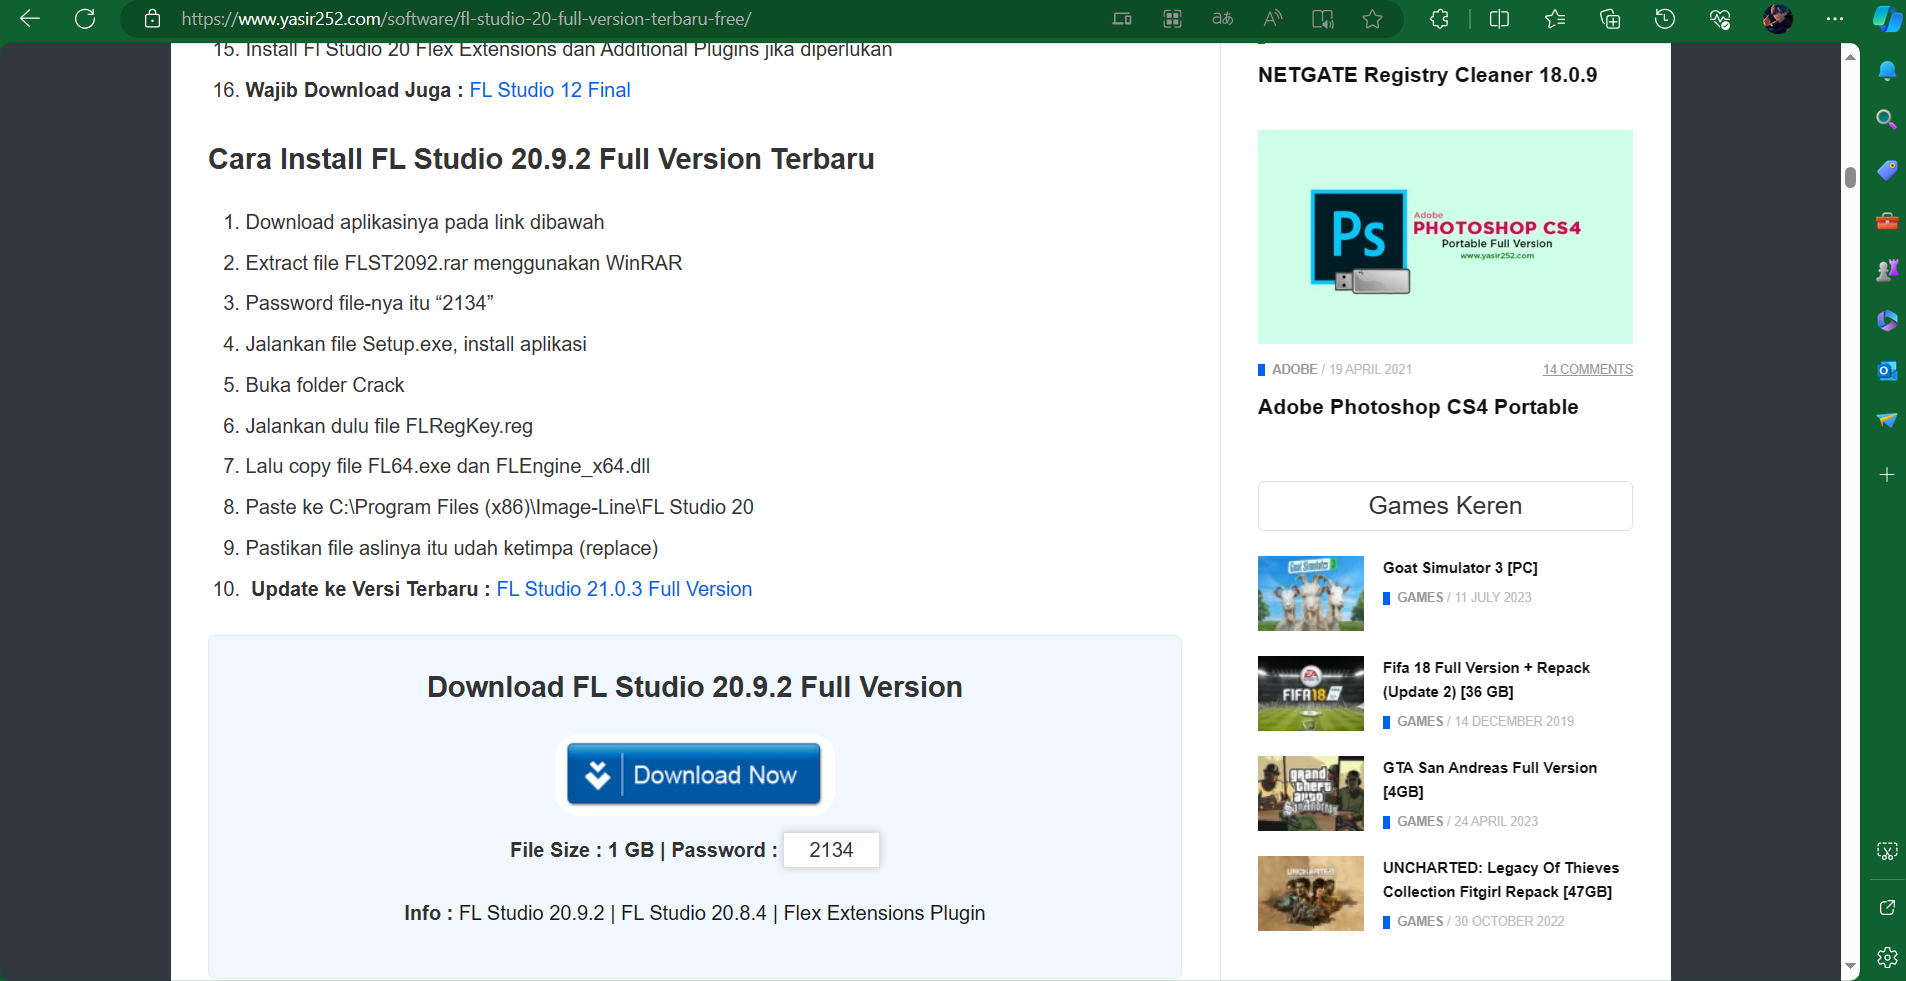 https://www.yasir252.com/software/fl-studio-20-full-version-terbaru-free/
15. Install Fl Studio 20 Flex Extensions dan Additional Plugins jika diperlukan
16. Wajib Download Juga : FL Studio 12 Final
Cara Install FL Studio 20.9.2 Full Version Terbaru
1. Download aplikasinya pada link dibawah
2. Extract file FLST2092.rar menggunakan WinRAR
3. Password file-nya itu “2134”
4. Jalankan file Setup.exe, install aplikasi
5. Buka folder Crack
6. Jalankan dulu file FLRegKey.reg
7. Lalu copy file FL64.exe dan FLEngine_x64.dll
8. Paste ke C:\Program Files (x86)\Image-Line\FL Studio 20
9. Pastikan file aslinya itu udah ketimpa (replace)
10. Update ke Versi Terbaru : FL Studio 21.0.3 Full Version
Download FL Studio 20.9.2 Full Version
Download Now
File Size : 1 GB | Password : 2134
Info : FL Studio 20.9.2 | FL Studio 20.8.4 | Flex Extensions Plugin
NETGATE Registry Cleaner 18.0.9
Ps
Adobe
PHOTOSHOP CS4
Portable Full Version
www.yasir252.com
ADOBE / 19 APRIL 2021
14 COMMENTS
Adobe Photoshop CS4 Portable
Games Keren
Goat Simulator 3
Goat Simulator 3 [PC]
GAMES / 11 JULY 2023
EA
FIFA 18
Fifa 18 Full Version + Repack
(Update 2) [36 GB]
GAMES / 14 DECEMBER 2019
grand
theft
auto
SanAndreas
GTA San Andreas Full Version
[4GB]
GAMES / 24 APRIL 2023
UNCHARTED
UNCHARTED: Legacy Of Thieves
Collection Fitgirl Repack [47GB]
GAMES / 30 OCTOBER 2022